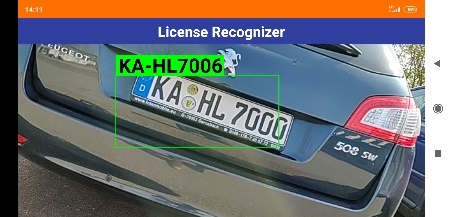 14:11
License Recognizer
PEUGEOT
KA-HL7006
D
KA HL 7000
508 SW